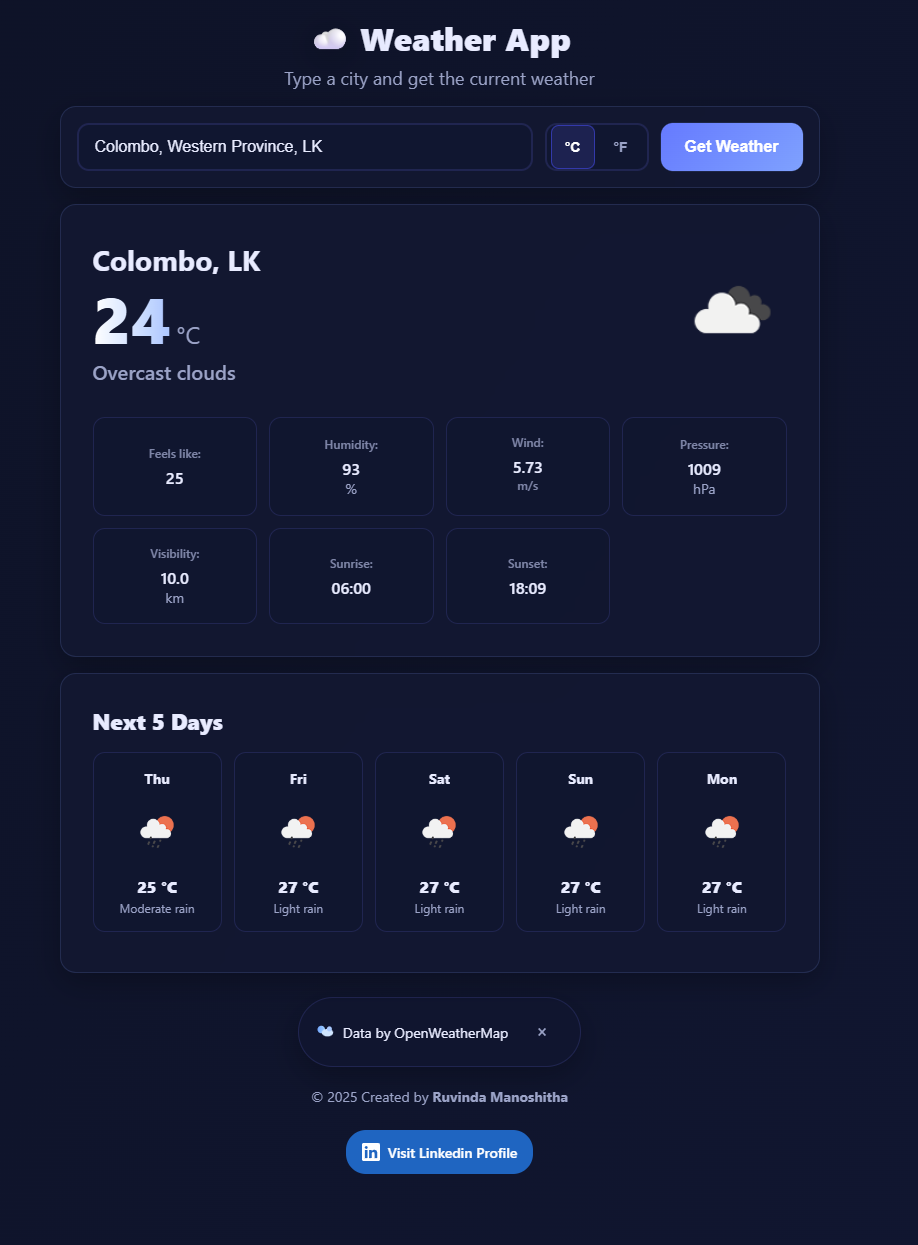 Weather App
Type a city and get the current weather
Colombo, Western Province, LK
°C
°F
Get Weather
Colombo, LK
24 °C
Overcast clouds
Feels like:
25
Humidity:
93
%
Wind:
5.73
m/s
Pressure:
1009
hPa
Visibility:
10.0
km
Sunrise:
06:00
Sunset:
18:09
Next 5 Days
Thu
25 °C
Moderate rain
Fri
27 °C
Light rain
Sat
27 °C
Light rain
Sun
27 °C
Light rain
Mon
27 °C
Light rain
Data by OpenWeatherMap ×
© 2025 Created by Ruvinda Manoshitha
in Visit Linkedin Profile